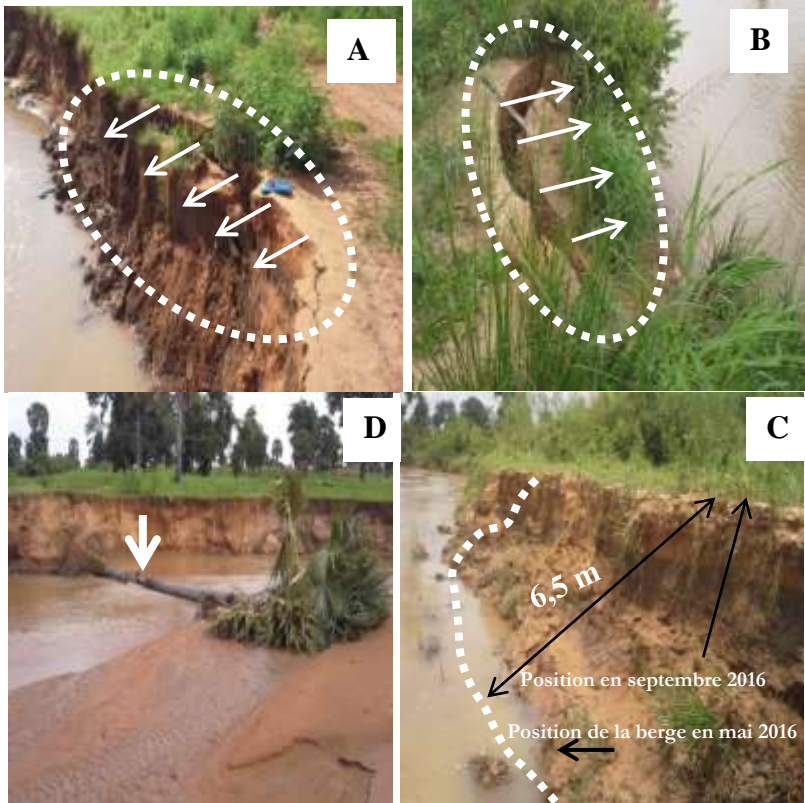 A
B
D
C
6,5 m
Position en septembre 2016
Position de la berge en mai 2016